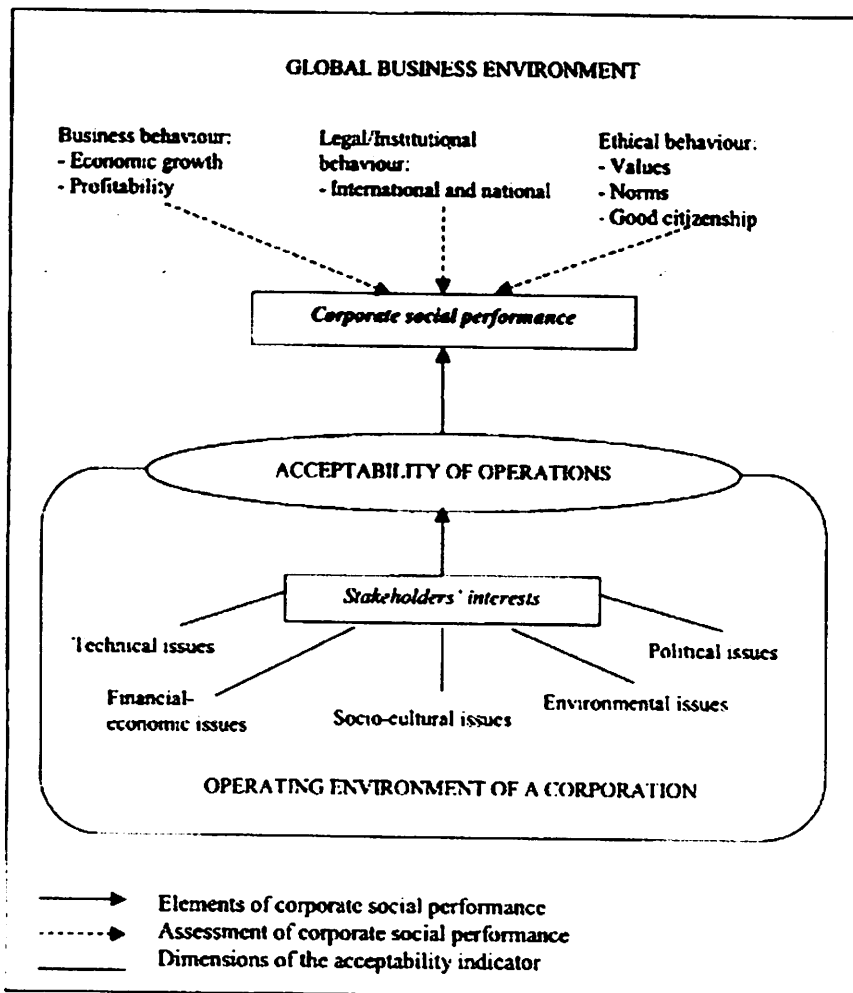 GLOBAL BUSINESS ENVIRONMENT
Business behaviour:
- Economic growth
- Profitability
Legal/Institutional
behaviour:
- International and national
Ethical behaviour:
- Values
- Norms
- Good citizenship
Corporate social performance
ACCEPTABILITY OF OPERATIONS
Stakeholders' interests
Technical issues
Political issues
Financial-
economic issues
Socio-cultural issues
Environmental issues
OPERATING ENVIRONMENT OF A CORPORATION
Elements of corporate social performance
Assessment of corporate social performance
Dimensions of the acceptability indicator